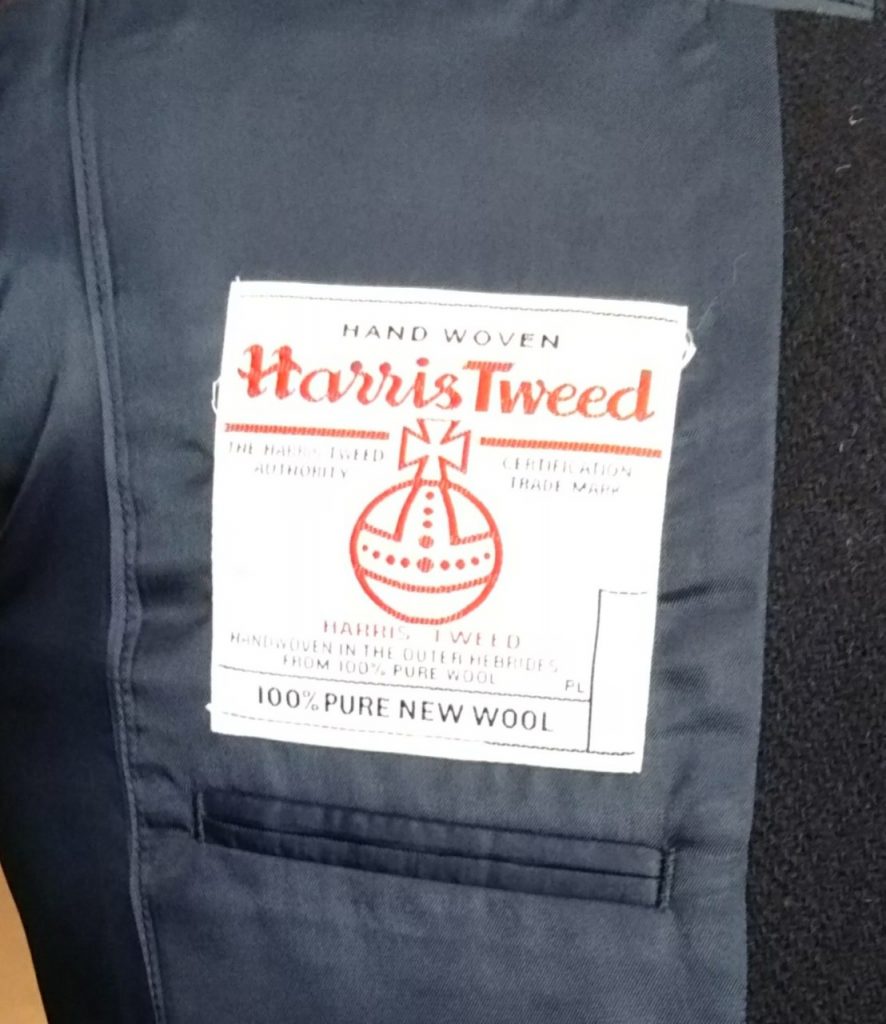 HAND WOVEN
Harris Tweed
THE HARRIS TWEED
AUTHORITY
CERTIFICATION
TRADE MARK
HARRIS TWEED
HANDWOVEN IN THE OUTER HEBRIDES
FROM 100% PURE WOOL
PL
100% PURE NEW WOOL